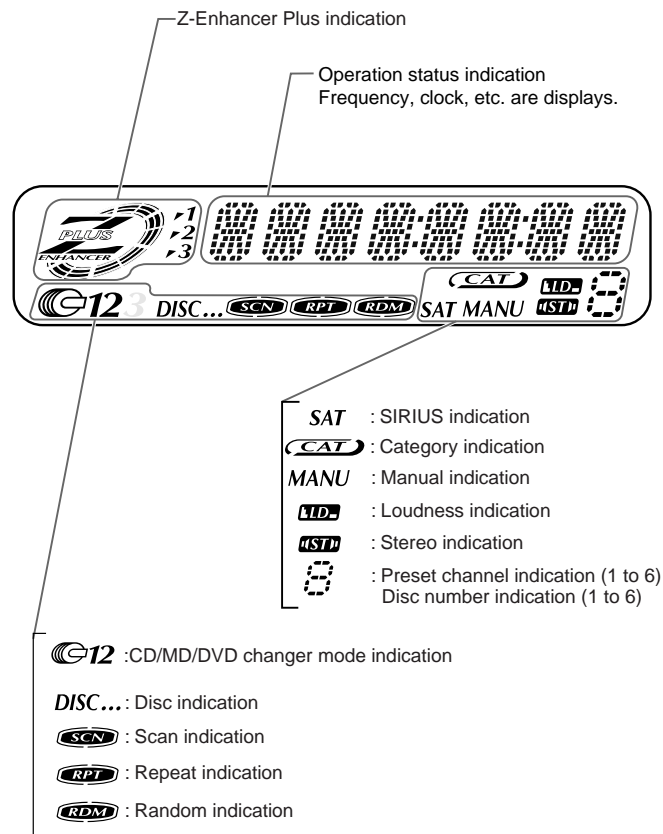 Z-Enhancer Plus indication
Operation status indication
Frequency, clock, etc. are displays.
PLUS
Z
ENHANCER
1
2
3
123 DISC... SCN RPT RDM
CAT LD
SAT MANU ST 8
SAT : SIRIUS indication
CAT : Category indication
MANU : Manual indication
LD : Loudness indication
ST : Stereo indication
8 : Preset channel indication (1 to 6)
Disc number indication (1 to 6)
12 :CD/MD/DVD changer mode indication
DISC... : Disc indication
SCN : Scan indication
RPT : Repeat indication
RDM : Random indication